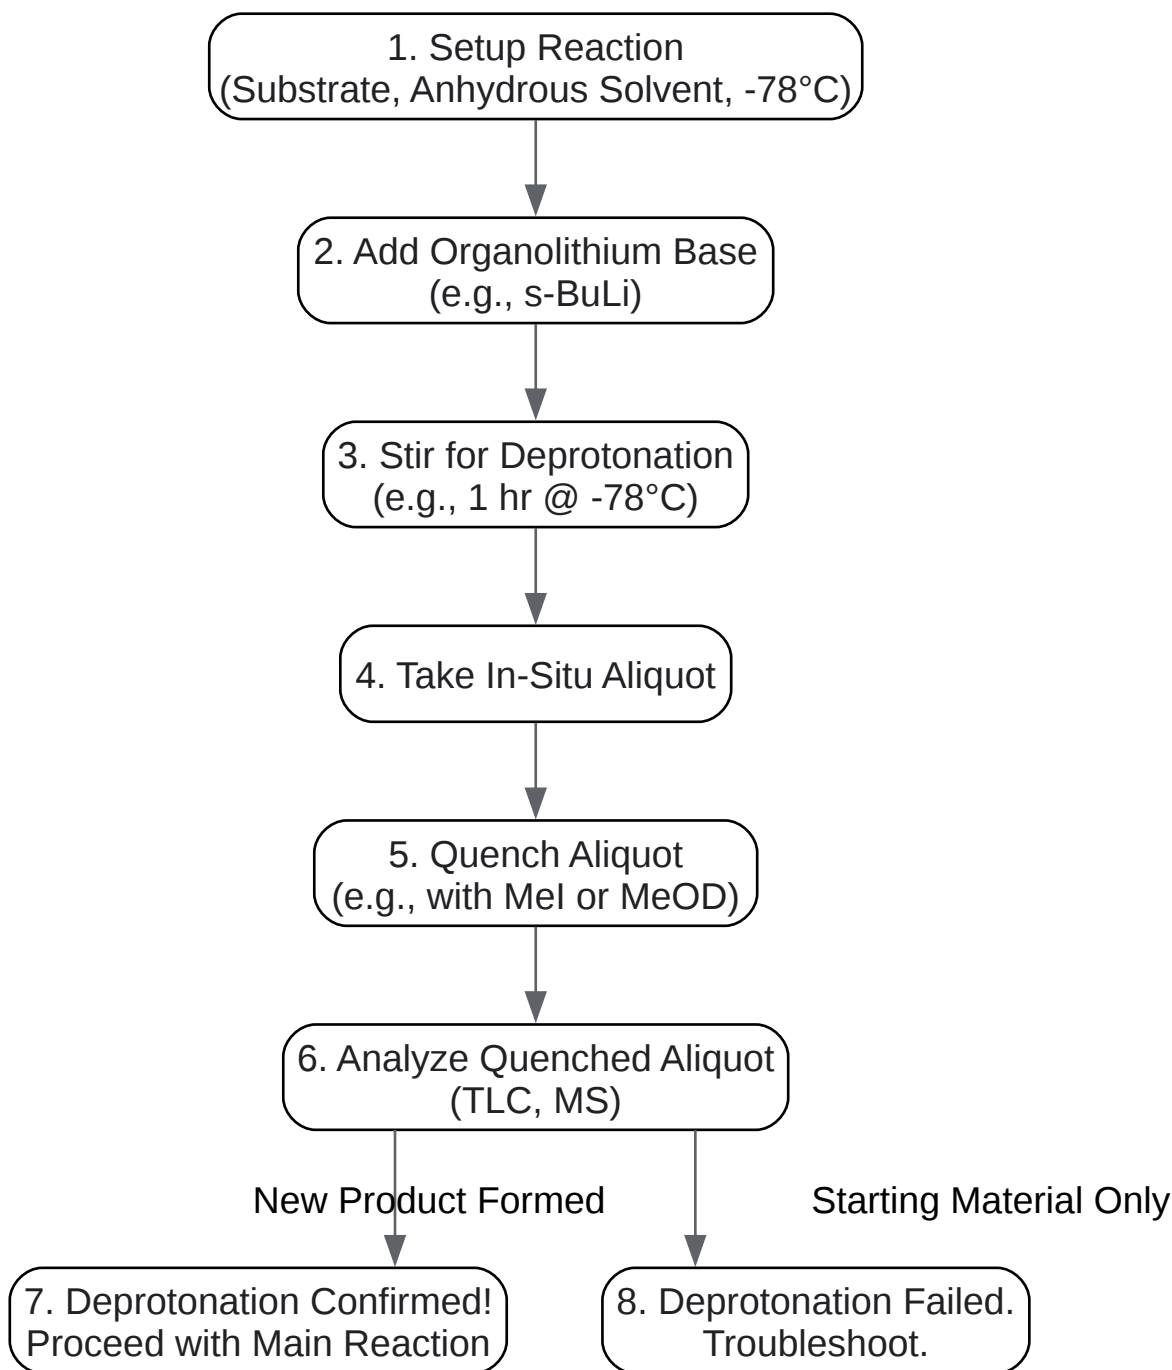 1. Setup Reaction
(Substrate, Anhydrous Solvent, -78°C)
2. Add Organolithium Base
(e.g., s-BuLi)
3. Stir for Deprotonation
(e.g., 1 hr @ -78°C)
4. Take In-Situ Aliquot
5. Quench Aliquot
(e.g., with MeI or MeOD)
6. Analyze Quenched Aliquot
(TLC, MS)
New Product Formed
Starting Material Only
7. Deprotonation Confirmed!
Proceed with Main Reaction
8. Deprotonation Failed.
Troubleshoot.